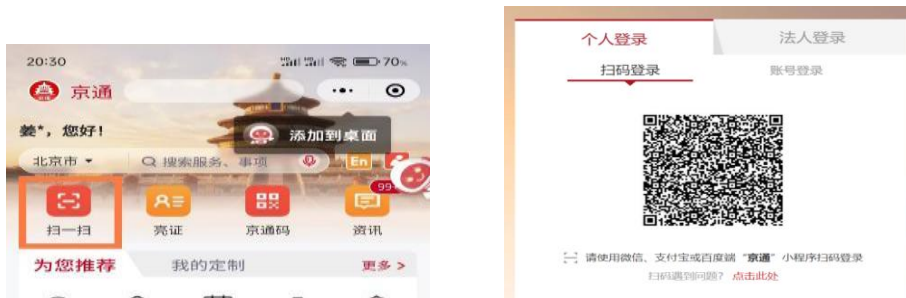 20:30
70%
京通
姜*，您好！
添加到桌面
北京市
搜索服务、事项
En
99+
扫一扫
亮证
京通码
资讯
为您推荐
我的定制
更多 >
个人登录
法人登录
扫码登录
账号登录
请使用微信、支付宝或百度端 "京通" 小程序扫码登录
扫码遇到问题？ 点击此处